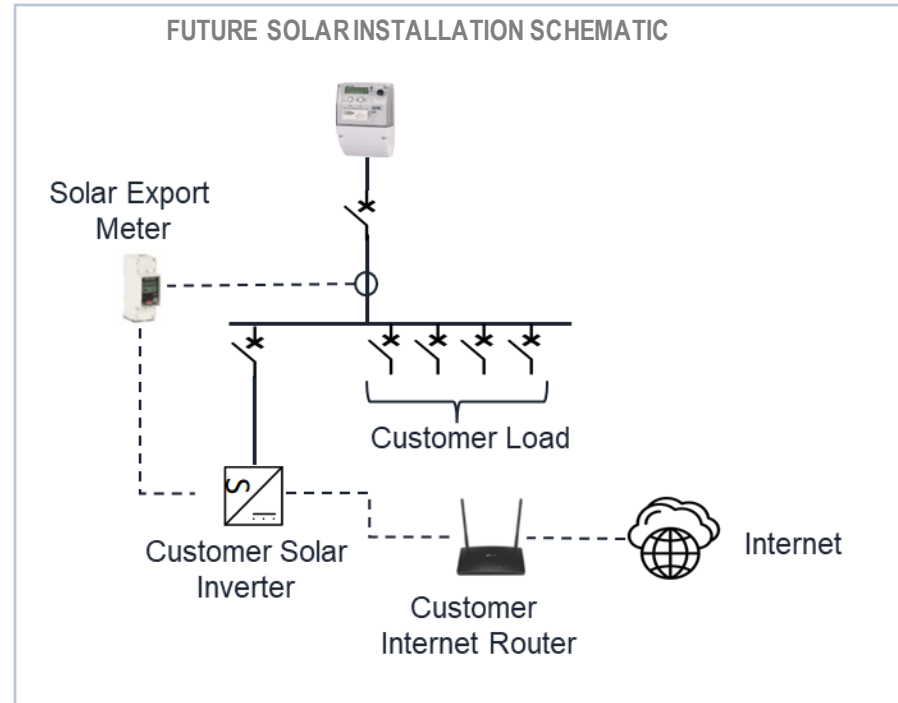 FUTURE SOLAR INSTALLATION SCHEMATIC
Solar Export
Meter
Customer Load
Customer Solar
Inverter
Internet
Customer
Internet Router